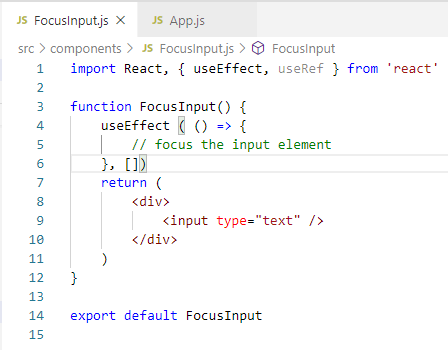 JS FocusInput.js × JS App.js
src > components > JS FocusInput.js > FocusInput
1 import React, { useEffect, useRef } from 'react'
2
3 function FocusInput() {
4     useEffect ( () => {
5         // focus the input element
6     }, [])
7     return (
8         <div>
9             <input type="text" />
10         </div>
11     )
12 }
13
14 export default FocusInput
15